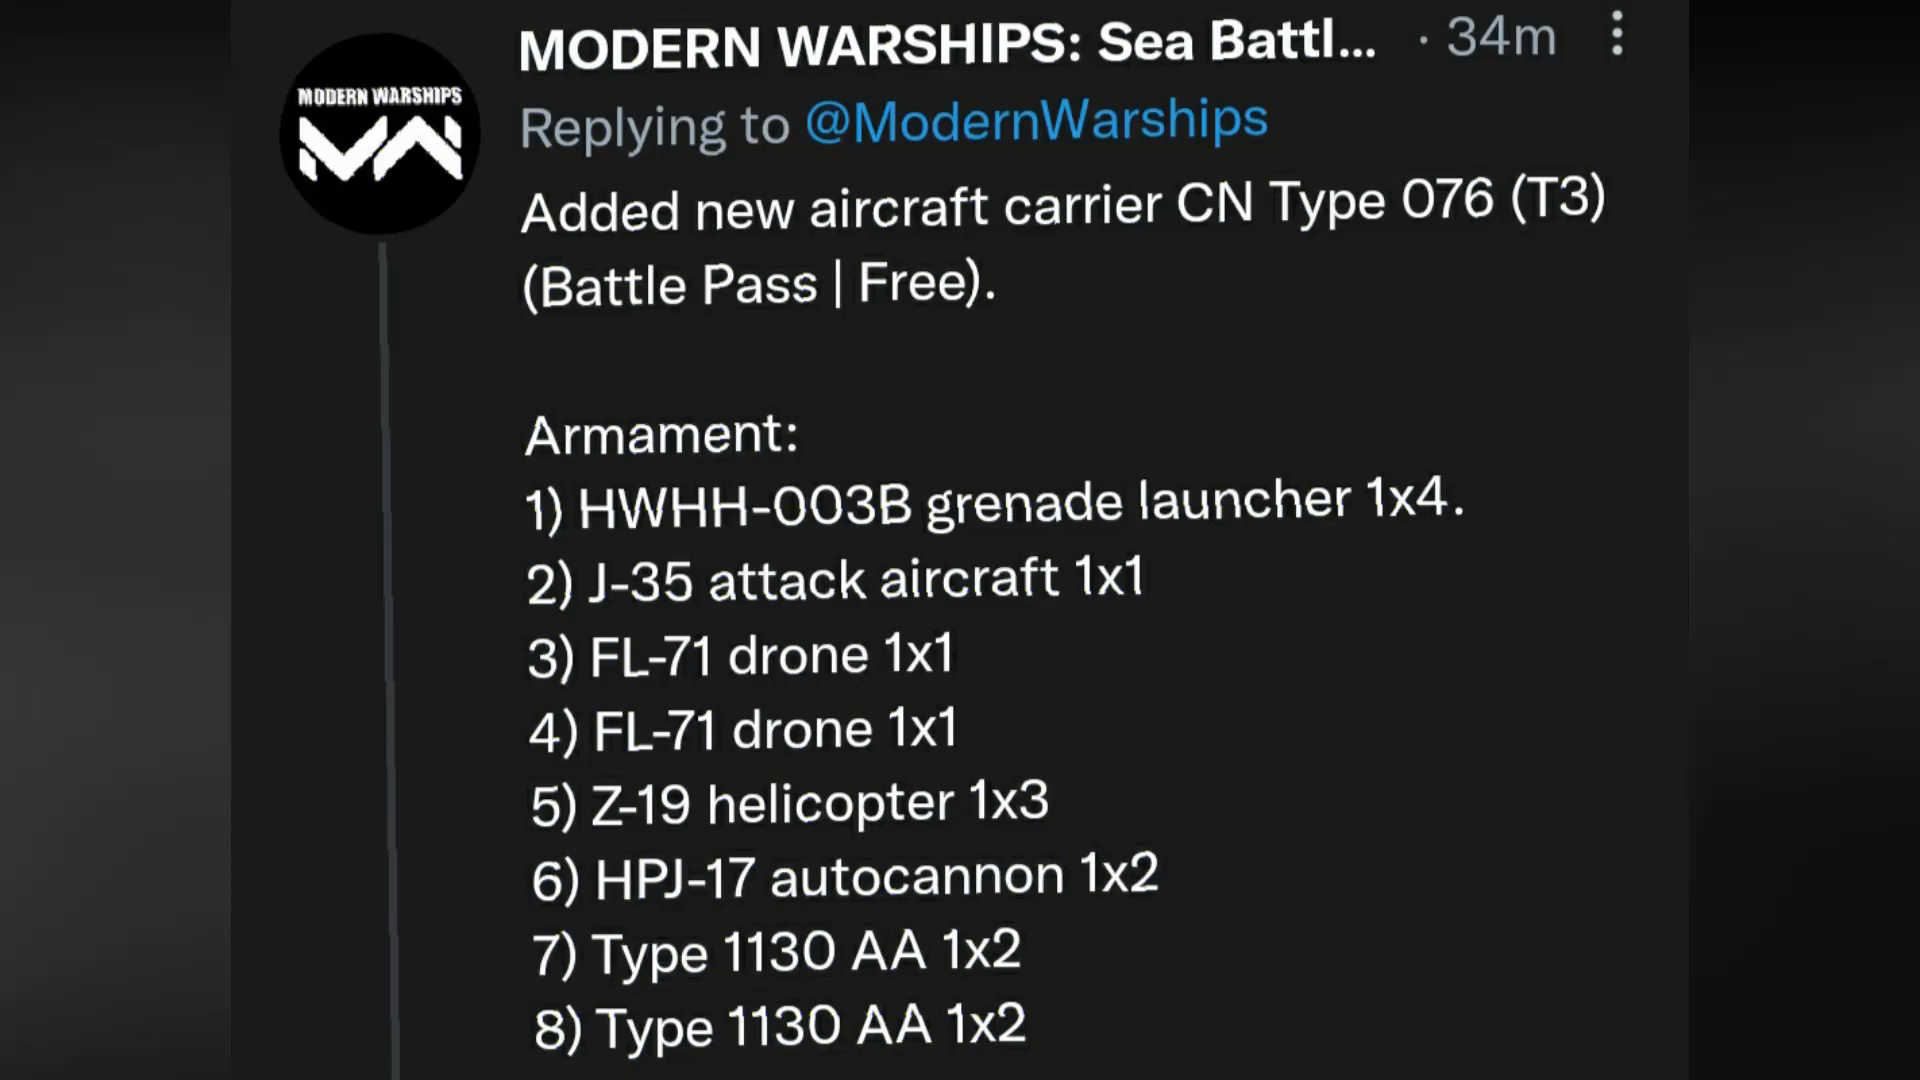 MODERN WARSHIPS
MODERN WARSHIPS: Sea Battl... · 34m
Replying to @ModernWarships
Added new aircraft carrier CN Type 076 (T3)
(Battle Pass | Free).
Armament:
1) HWHH-003B grenade launcher 1x4.
2) J-35 attack aircraft 1x1
3) FL-71 drone 1x1
4) FL-71 drone 1x1
5) Z-19 helicopter 1x3
6) HPJ-17 autocannon 1x2
7) Type 1130 AA 1x2
8) Type 1130 AA 1x2